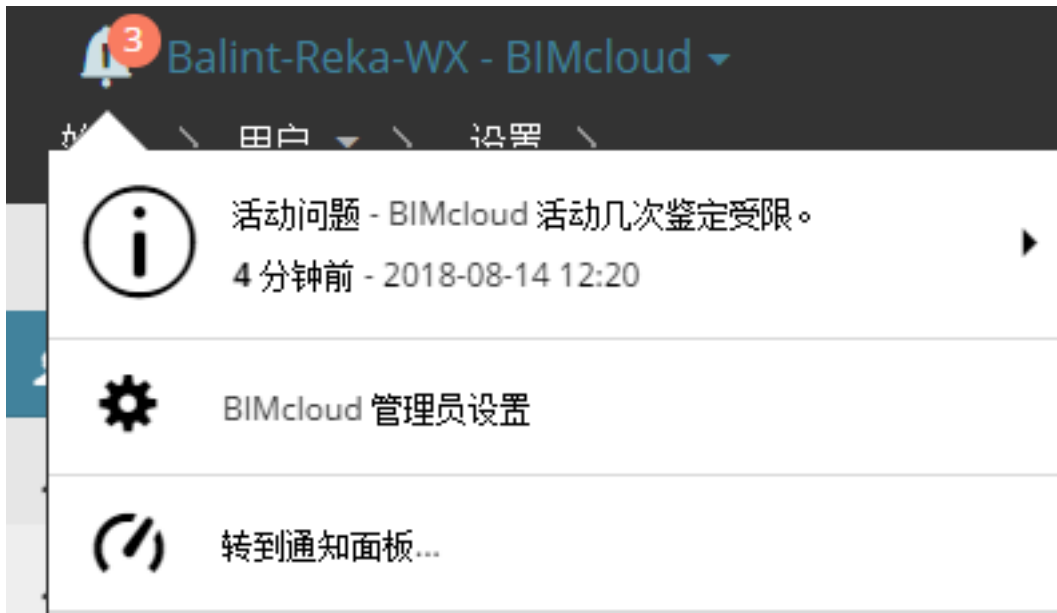 3
Balint-Reka-WX - BIMcloud
用户 设置
活动问题 - BIMcloud 活动几次鉴定受限。
4 分钟前 - 2018-08-14 12:20
BIMcloud 管理员设置
转到通知面板...